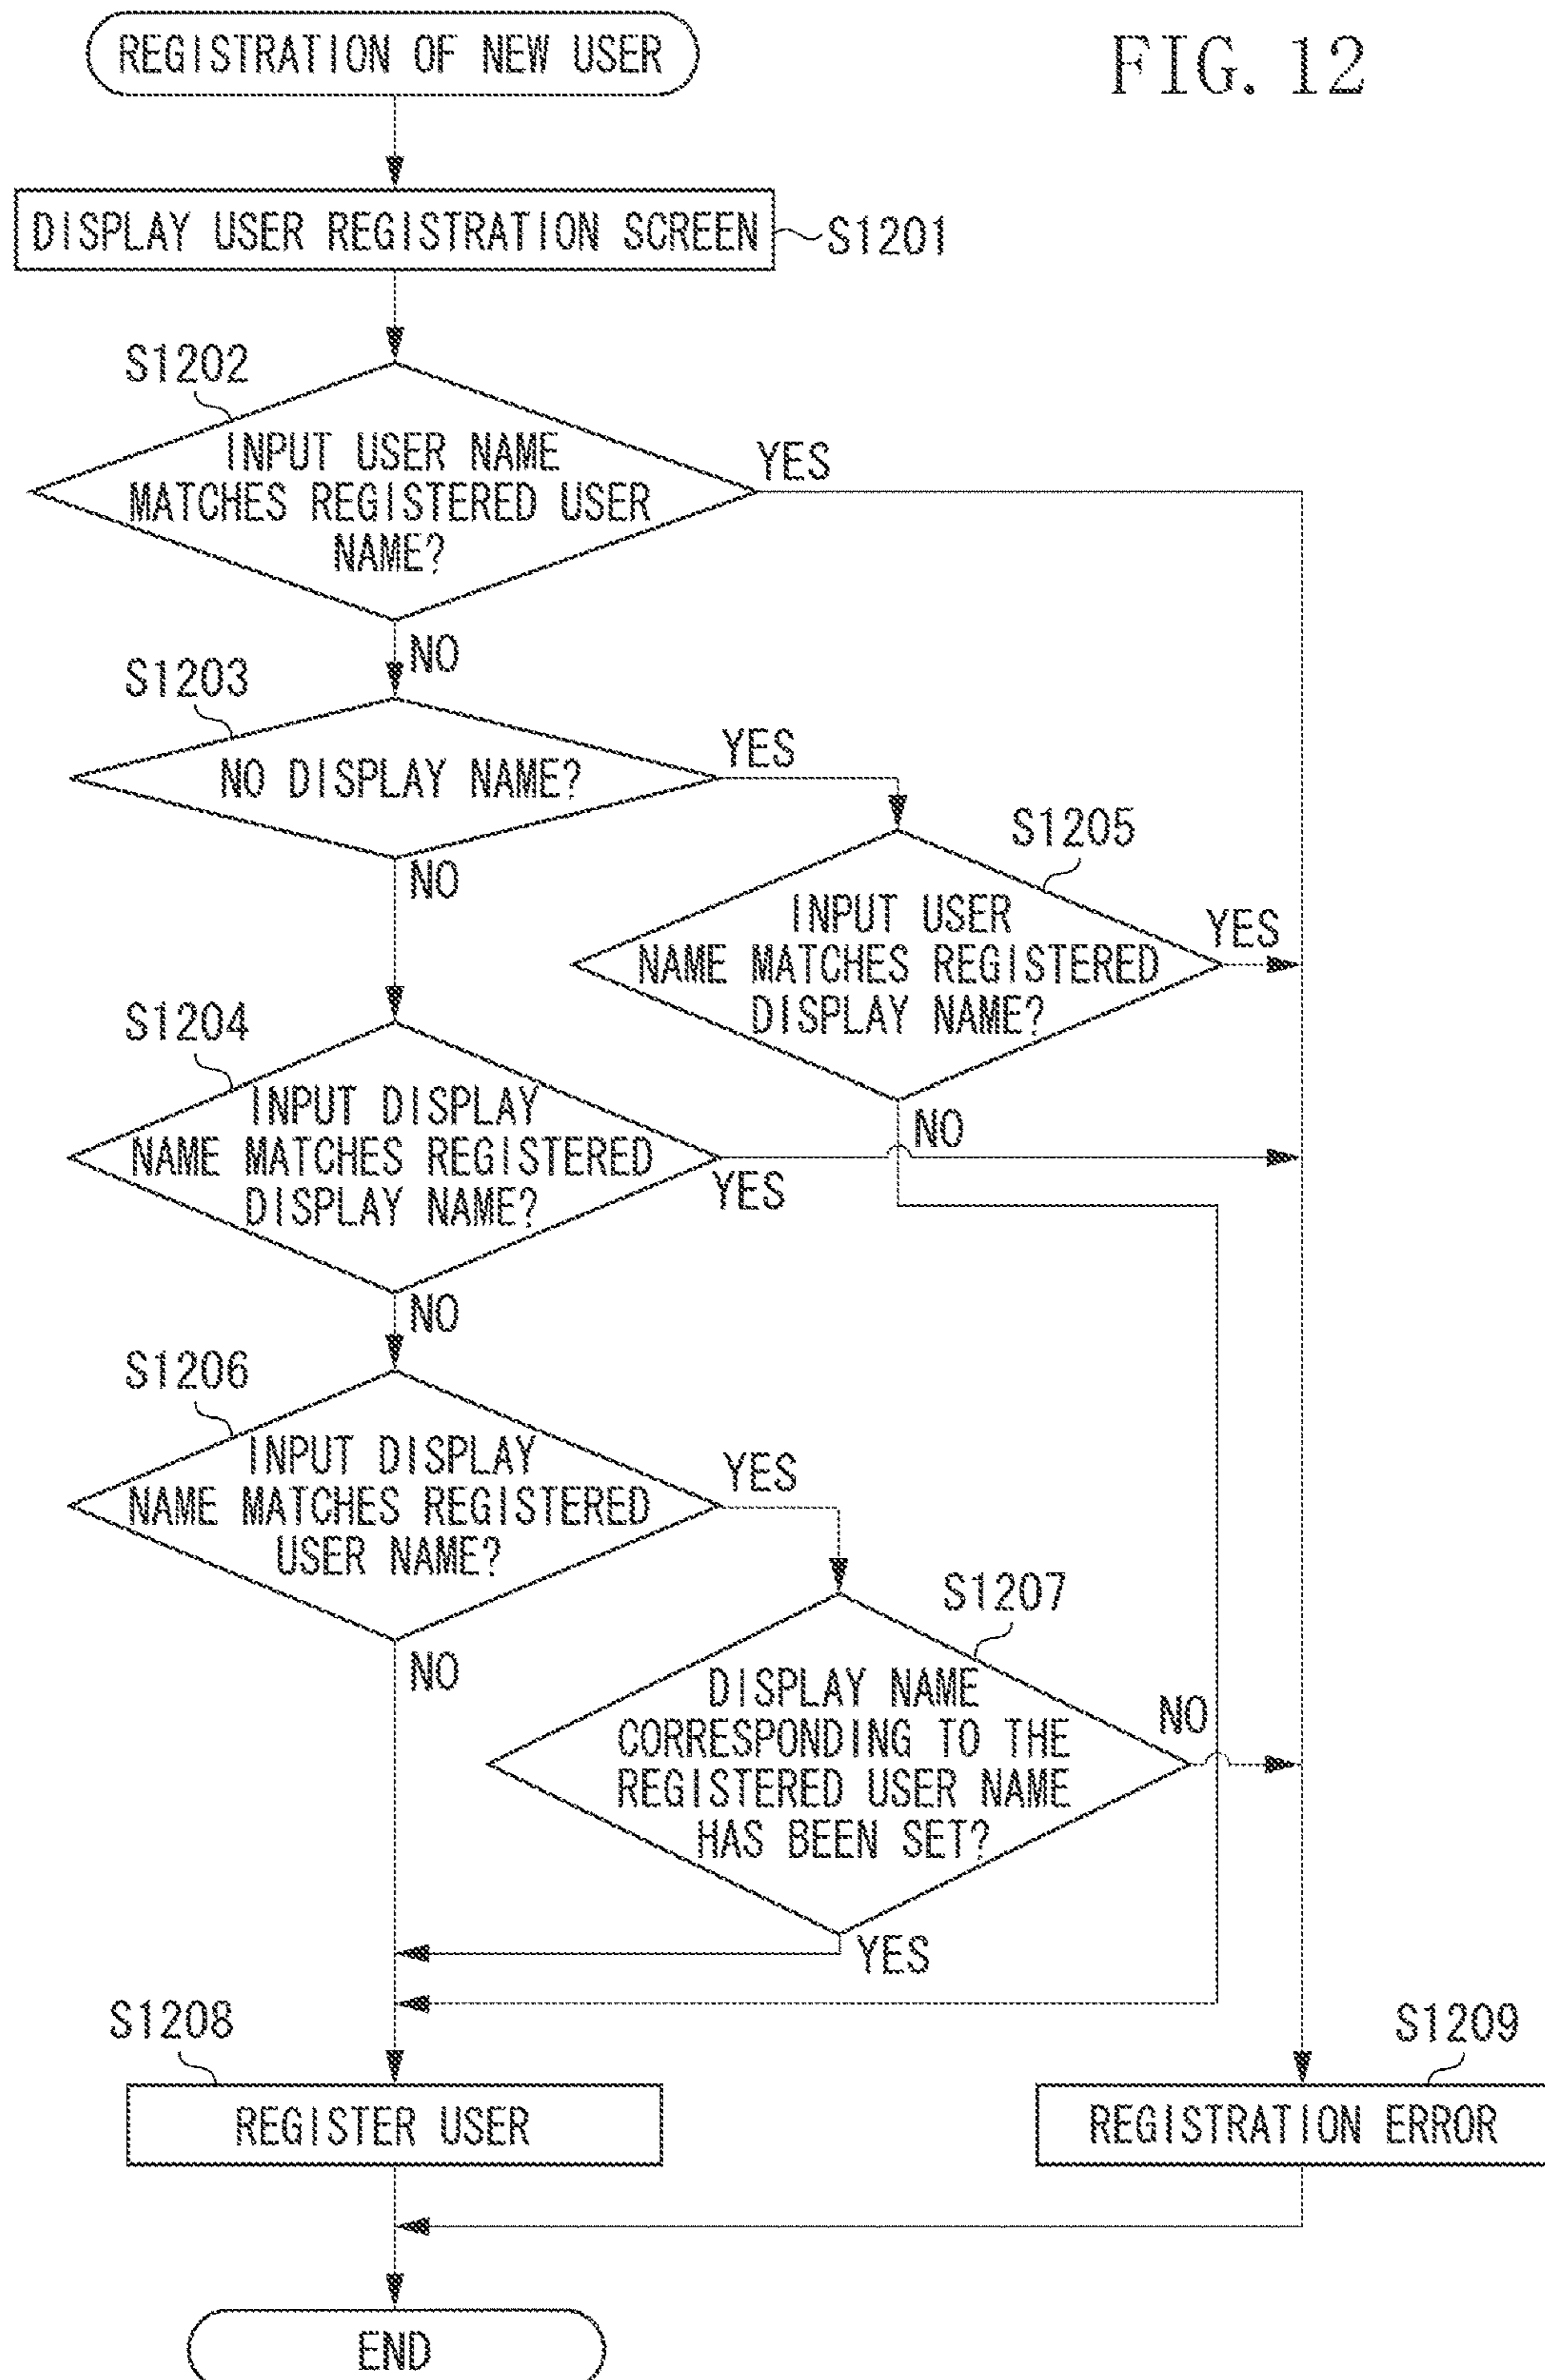 REGISTRATION OF NEW USER
FIG. 12
DISPLAY USER REGISTRATION SCREEN
S1201
S1202
INPUT USER NAME
MATCHES REGISTERED USER
NAME?
YES
NO
S1203
NO DISPLAY NAME?
YES
NO
S1205
INPUT USER
NAME MATCHES REGISTERED
DISPLAY NAME?
YES
NO
S1204
INPUT DISPLAY
NAME MATCHES REGISTERED
DISPLAY NAME?
YES
NO
S1206
INPUT DISPLAY
NAME MATCHES REGISTERED
USER NAME?
YES
NO
S1207
DISPLAY NAME
CORRESPONDING TO THE
REGISTERED USER NAME
HAS BEEN SET?
NO
YES
S1208
REGISTER USER
S1209
REGISTRATION ERROR
END